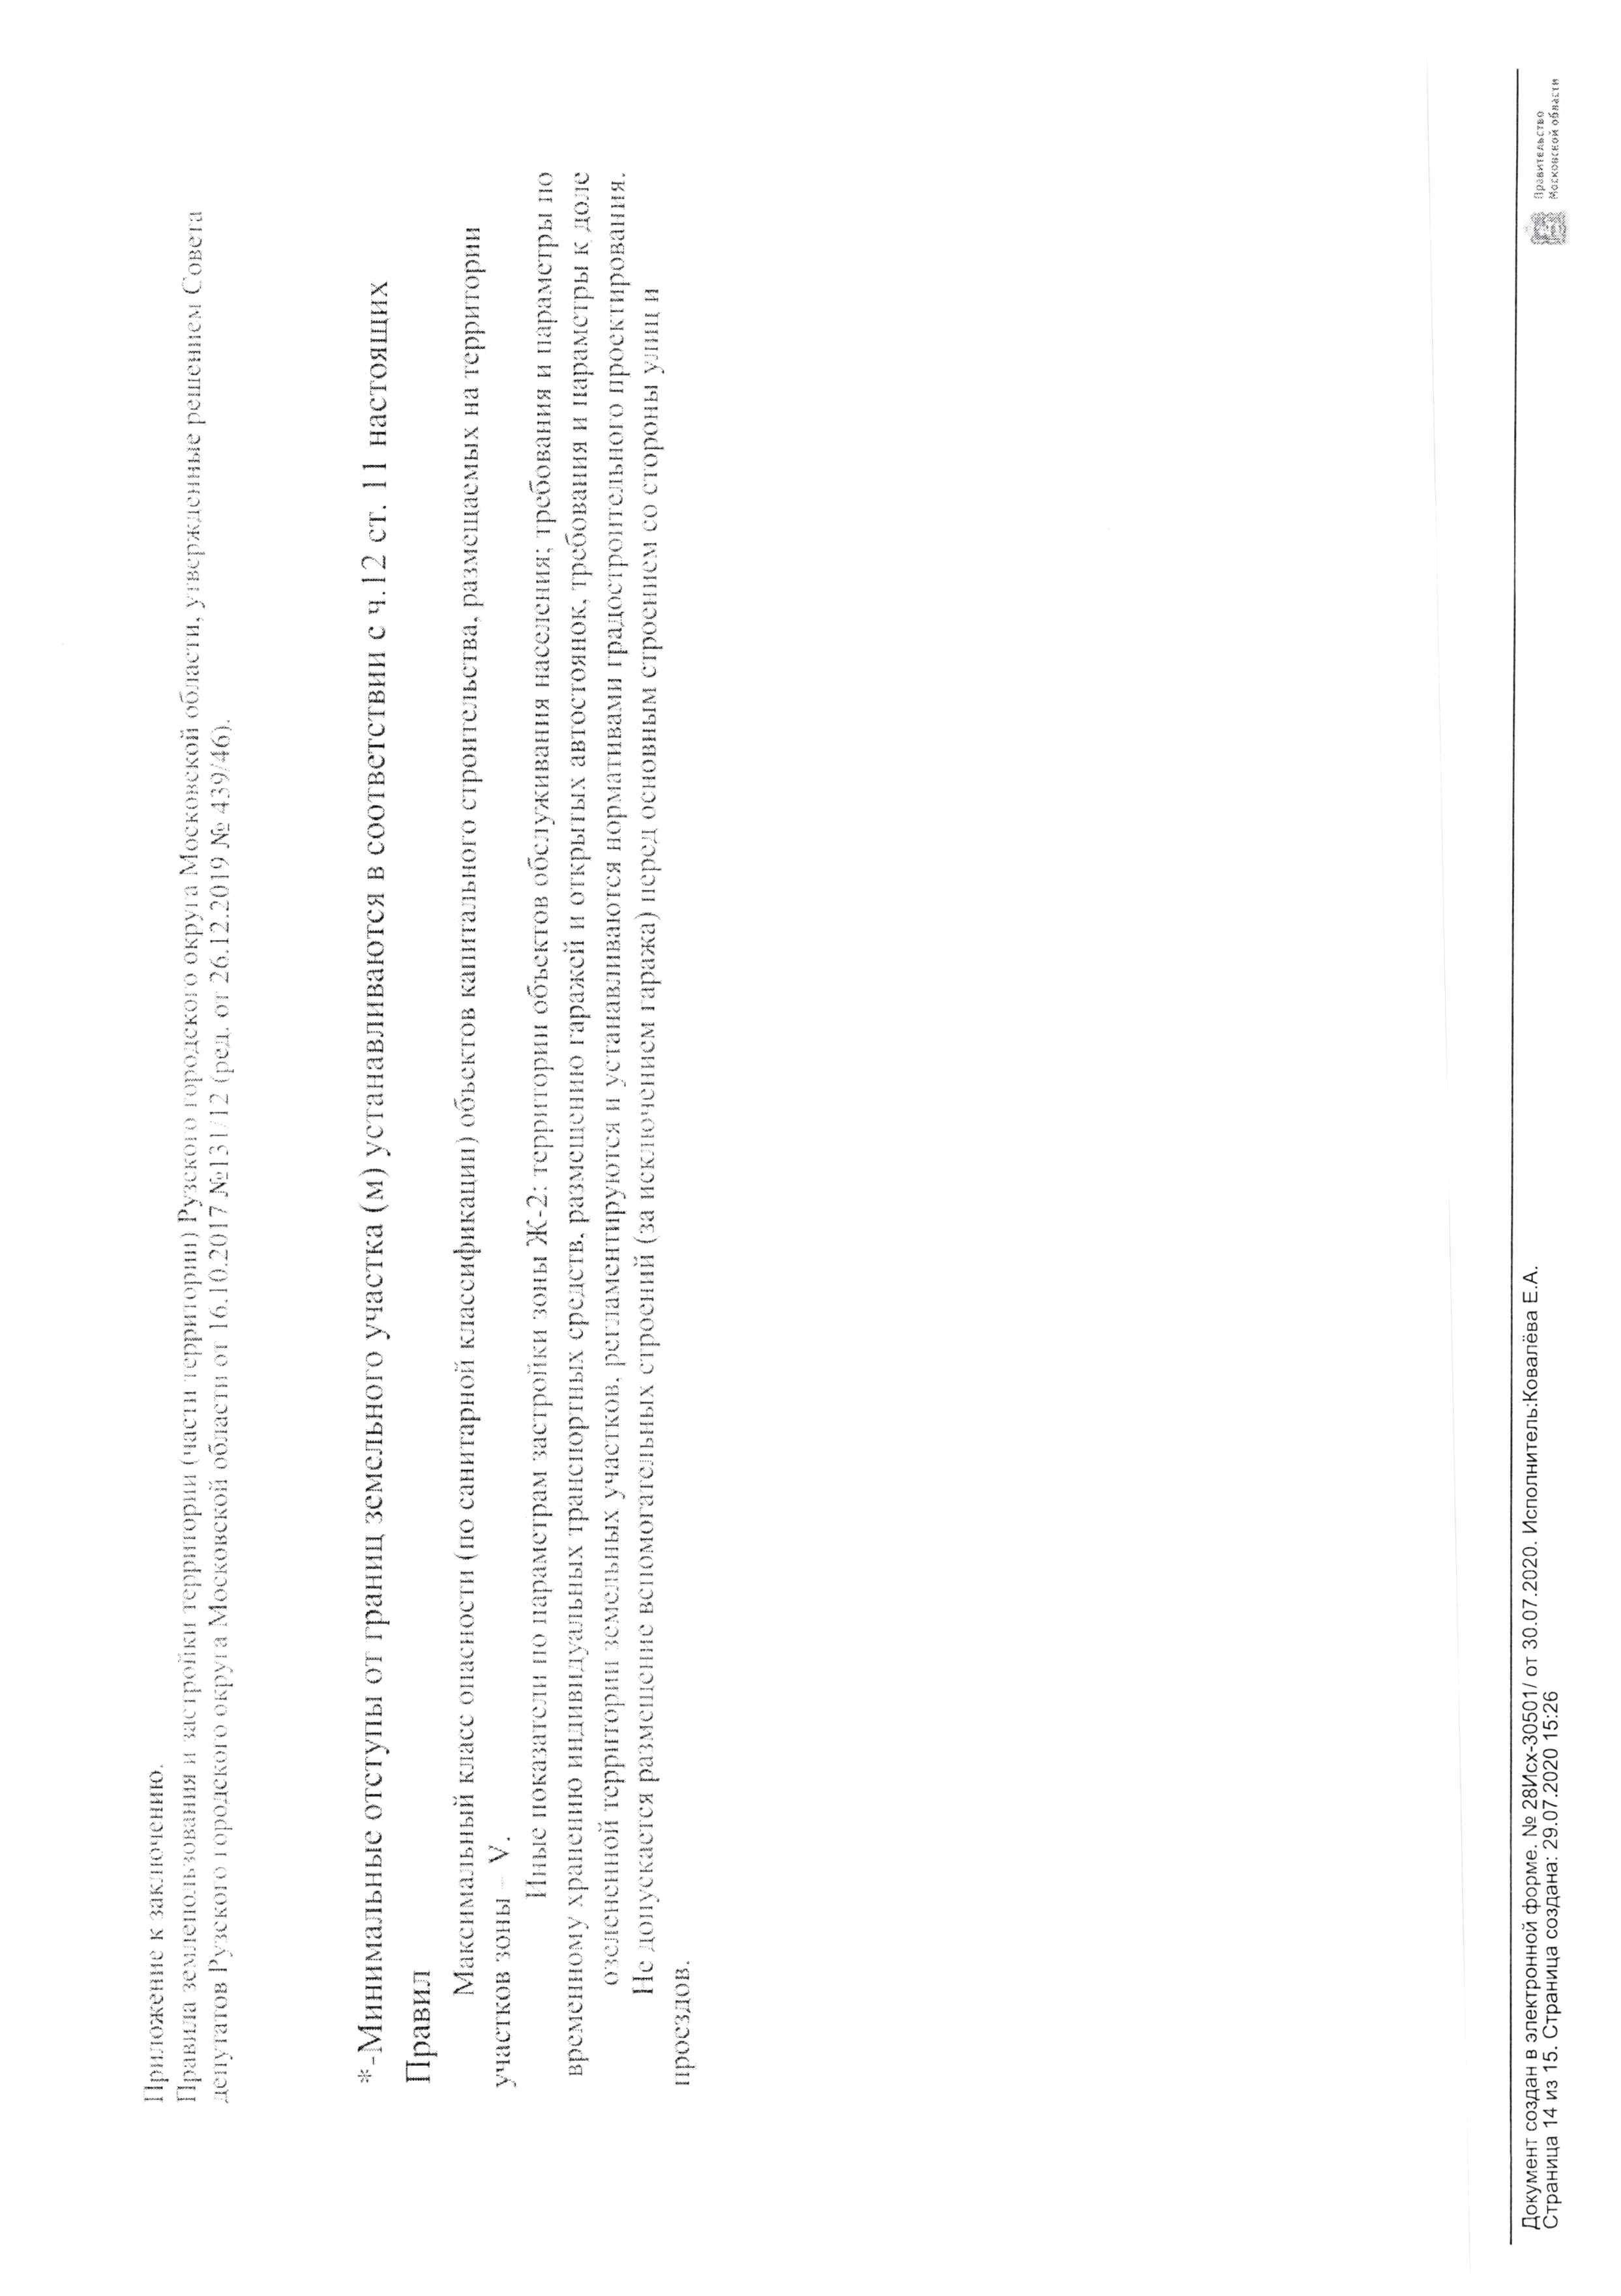 Приложение к заключению.
Правила землепользования и застройки территории (части территории) Рузского городского округа Московской области, утвержденные решением Совета
депутатов Рузского городского округа Московской области от 16.10.2017 №131/12 (ред. от 26.12.2019 № 439/46).
*-Минимальные отступы от границ земельного участка (м) устанавливаются в соответствии с ч.12 ст. 11 настоящих
Правил
Максимальный класс опасности (по санитарной классификации) объектов капитального строительства, размещаемых на территории
участков зоны – V.
Иные показатели по параметрам застройки зоны Ж-2: территории объектов обслуживания населения; требования и параметры по
временному хранению индивидуальных транспортных средств, размещению гаражей и открытых автостоянок, требования и параметры к доле
озелененной территории земельных участков, регламентируются и устанавливаются нормативами градостроительного проектирования.
Не допускается размещение вспомогательных строений (за исключением гаража) перед основным строением со стороны улиц и
проездов.
Документ создан в электронной форме. № 28Исх-30501/ от 30.07.2020. Исполнитель:Ковалёва Е.А.
Страница 14 из 15. Страница создана: 29.07.2020 15:26
Правительство
Московской области